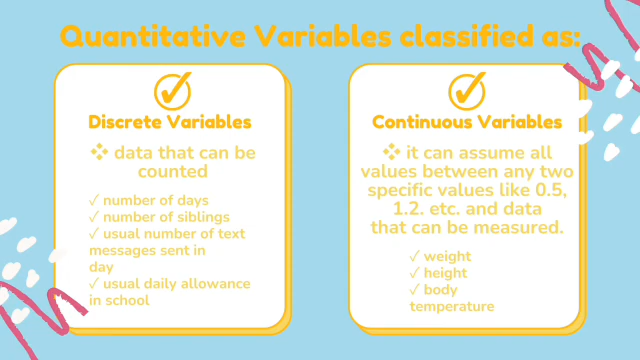 Quantitative Variables classified as:
Discrete Variables
❖ data that can be
counted
✓ number of days
✓ number of siblings
✓ usual number of text
messages sent in
day
✓ usual daily allowance
in school
Continuous Variables
❖ it can assume all
values between any two
specific values like 0.5,
1.2. etc. and data
that can be measured.
✓ weight
✓ height
✓ body
temperature